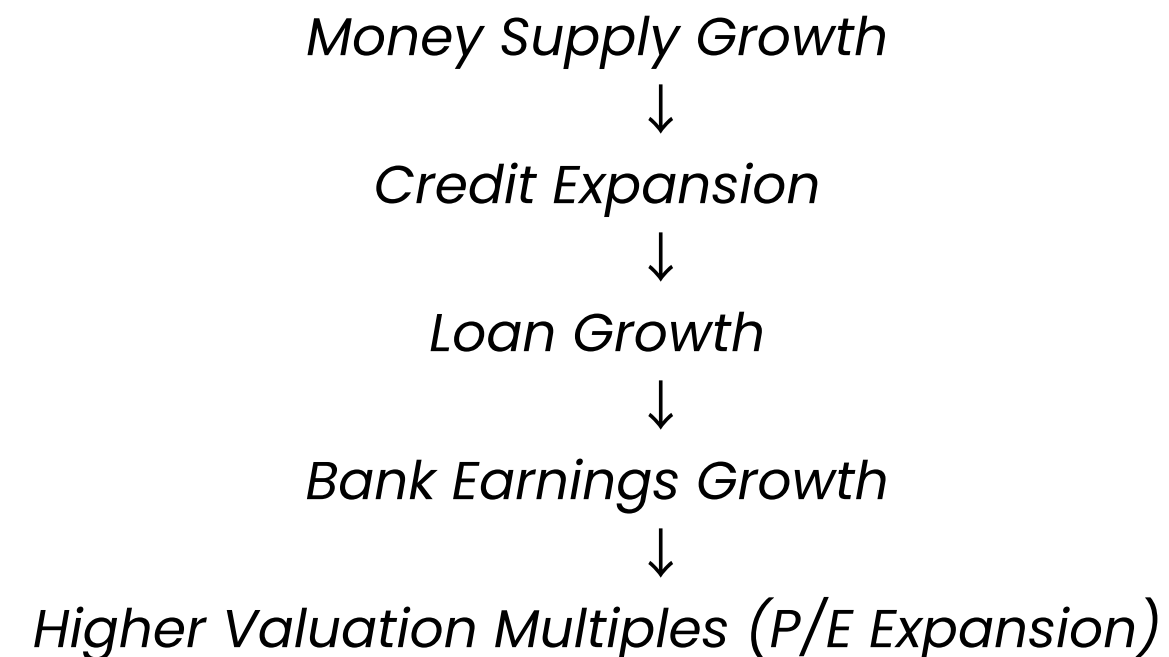 Money Supply Growth
↓
Credit Expansion
↓
Loan Growth
↓
Bank Earnings Growth
↓
Higher Valuation Multiples (P/E Expansion)